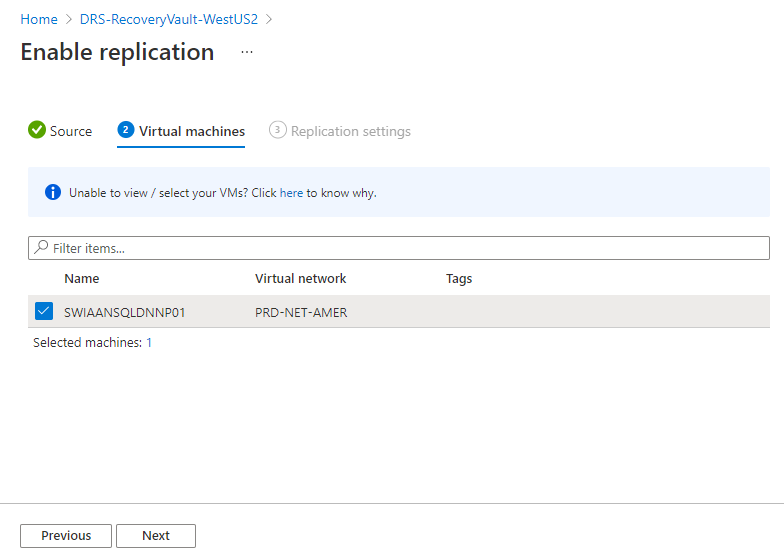 Home > DRS-RecoveryVault-WestUS2 >
Enable replication ...
Source 2 Virtual machines 3 Replication settings
Unable to view / select your VMs? Click here to know why.
Filter items...
Name Virtual network Tags
SWIAANSQLDNNP01 PRD-NET-AMER
Selected machines: 1
Previous Next